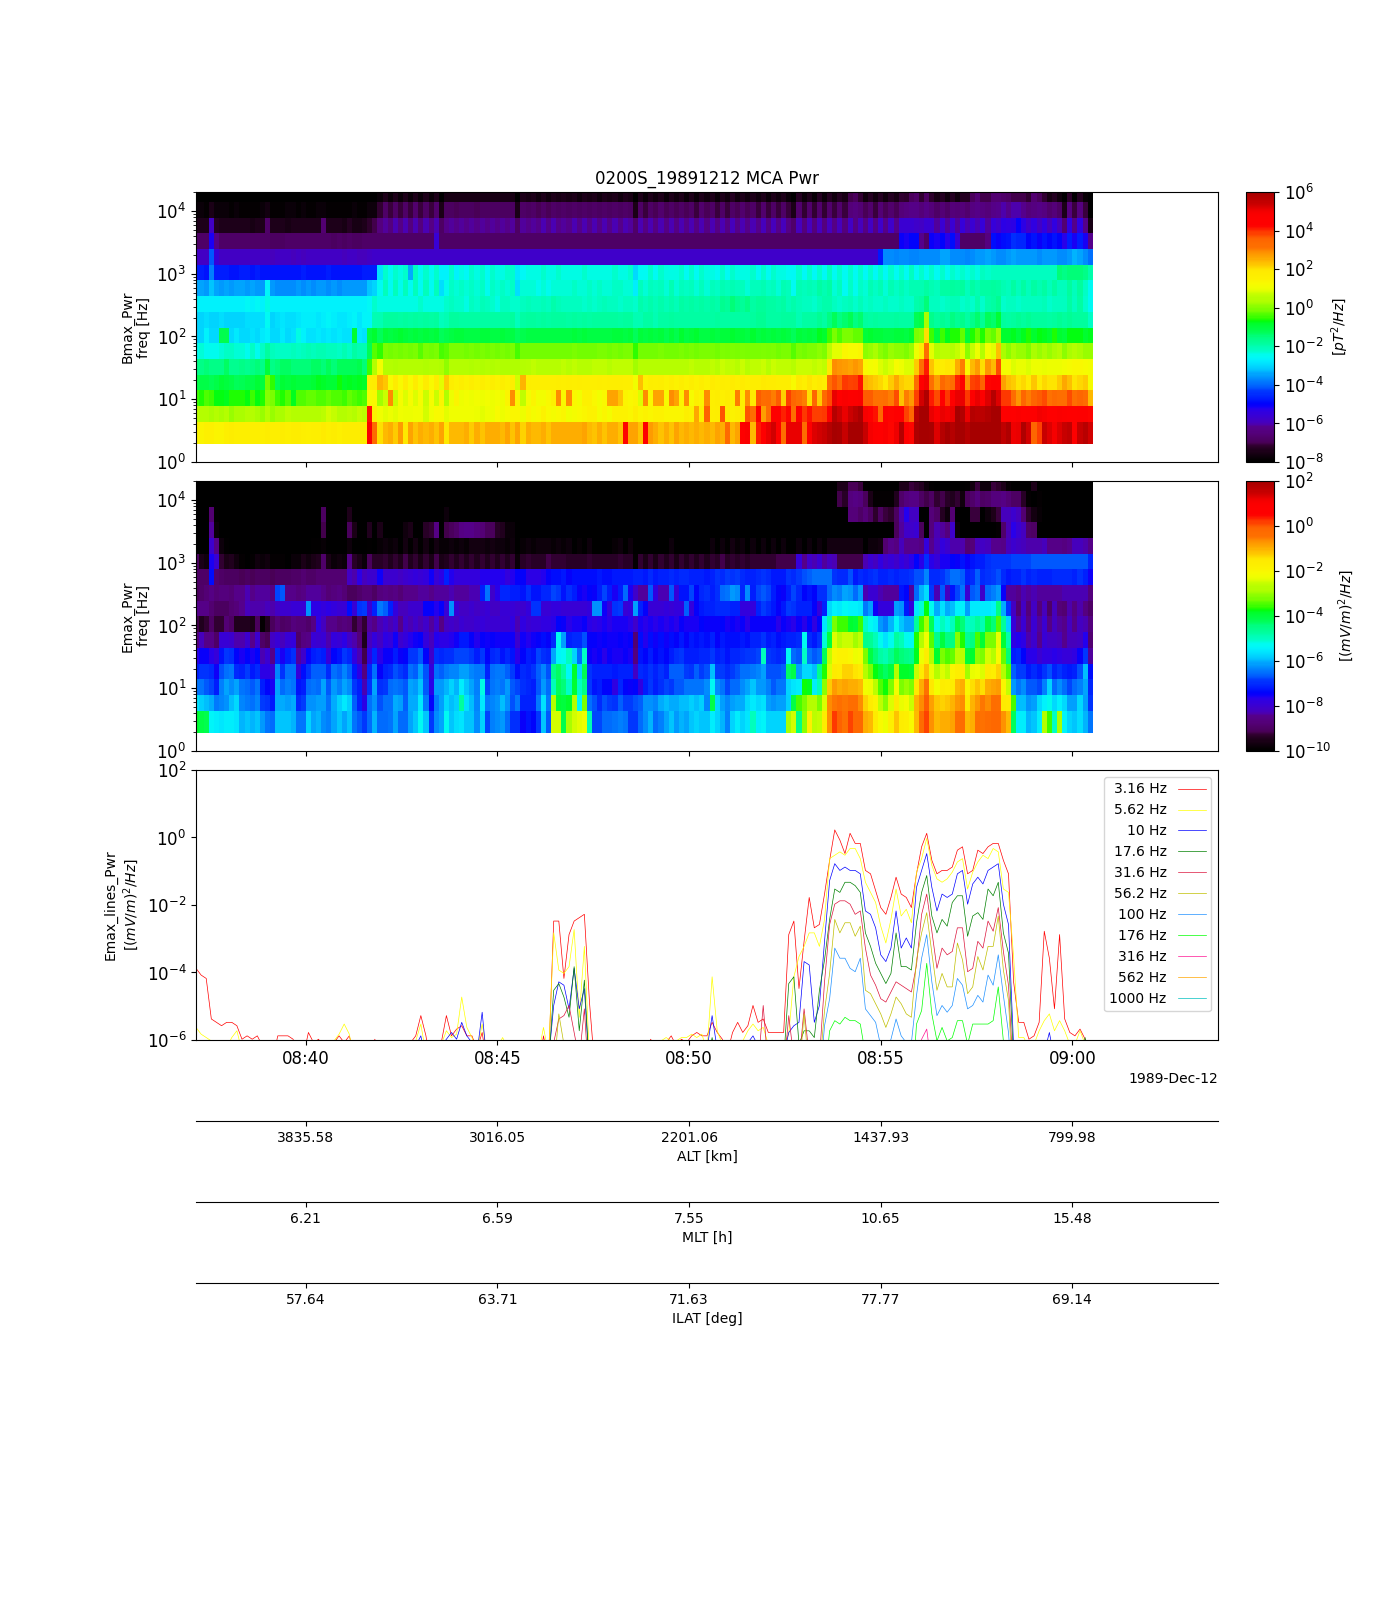 0200S_19891212 MCA Pwr
10^4
10^3
10^2
10^1
10^0
Bmax_Pwr
freq [Hz]
10^6
10^4
10^2
10^0
10^-2
10^-4
10^-6
10^-8
[pT^2/Hz]
10^4
10^3
10^2
10^1
10^0
Emax_Pwr
freq [Hz]
10^2
10^0
10^-2
10^-4
10^-6
10^-8
10^-10
[(mV/m)^2/Hz]
10^2
10^0
10^-2
10^-4
10^-6
Emax_lines_Pwr
[(mV/m)^2/Hz]
3.16 Hz
5.62 Hz
10 Hz
17.6 Hz
31.6 Hz
56.2 Hz
100 Hz
176 Hz
316 Hz
562 Hz
1000 Hz
08:40 08:45 08:50 08:55 09:00
1989-Dec-12
3835.58 3016.05 2201.06 1437.93 799.98
ALT [km]
6.21 6.59 7.55 10.65 15.48
MLT [h]
57.64 63.71 71.63 77.77 69.14
ILAT [deg]